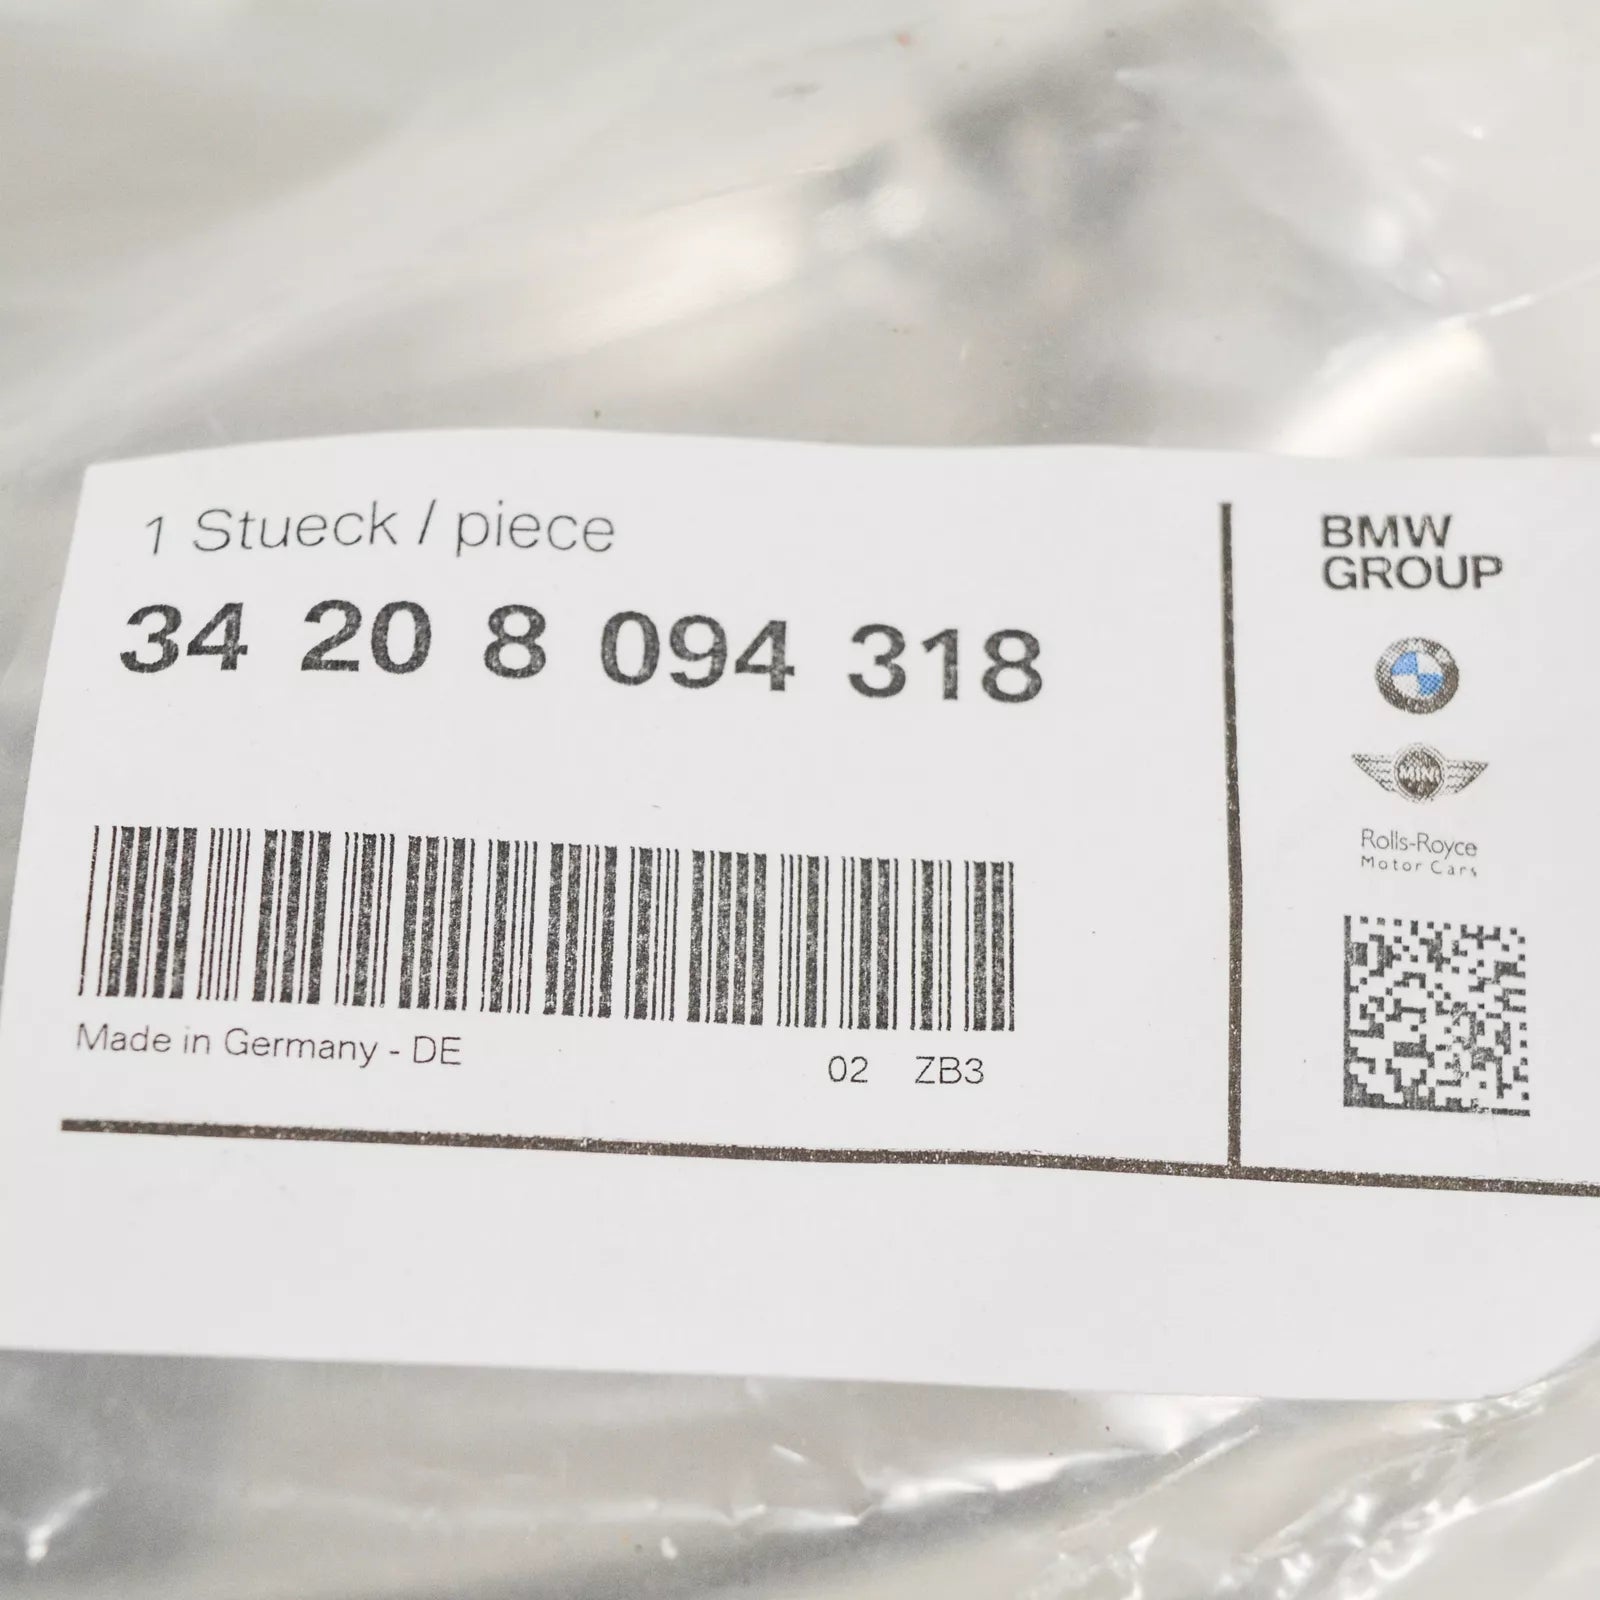 1 Stueck / piece
34 20 8 094 318
Made in Germany - DE
02 ZB3
BMW
GROUP
MINI
Rolls-Royce
Motor Cars